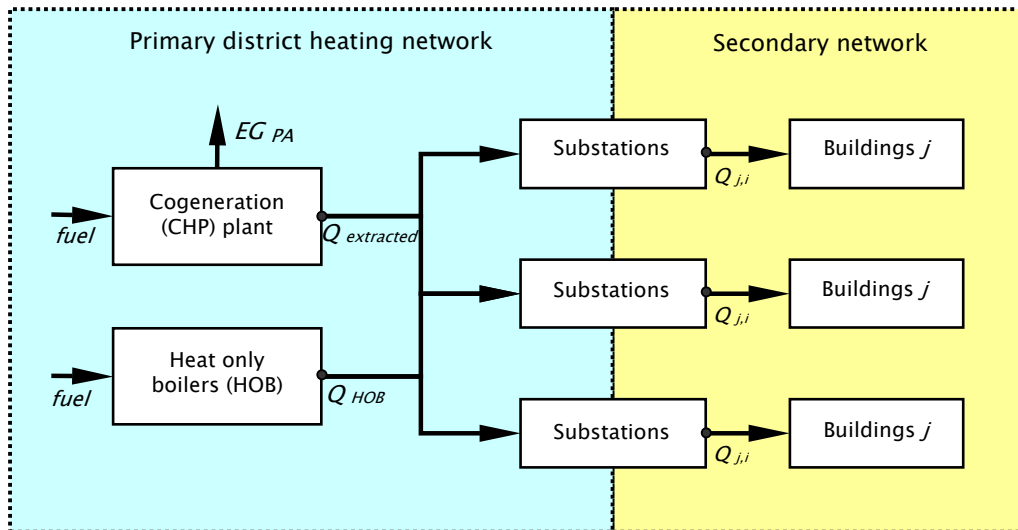 Primary district heating network
Secondary network
EG PA
Cogeneration
(CHP) plant
fuel
Q extracted
Heat only
boilers (HOB)
fuel
Q HOB
Substations
Q j,i
Buildings j
Substations
Q j,i
Buildings j
Substations
Q j,i
Buildings j